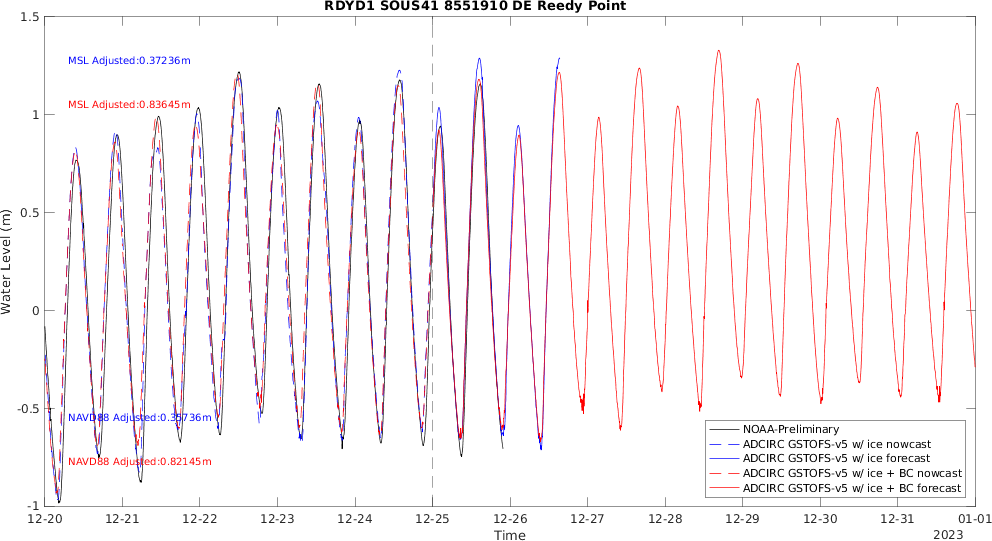 RDYD1 SOUS41 8551910 DE Reedy Point
1.5
1
0.5
0
-0.5
-1
Water Level (m)
MSL Adjusted:0.37236m
MSL Adjusted:0.83645m
NAVD88 Adjusted:0.35736m
NAVD88 Adjusted:0.82145m
NOAA-Preliminary
ADCIRC GSTOFS-v5 w/ ice nowcast
ADCIRC GSTOFS-v5 w/ ice forecast
ADCIRC GSTOFS-v5 w/ ice + BC nowcast
ADCIRC GSTOFS-v5 w/ ice + BC forecast
12-20 12-21 12-22 12-23 12-24 12-25 12-26 12-27 12-28 12-29 12-30 12-31 01-01
Time
2023